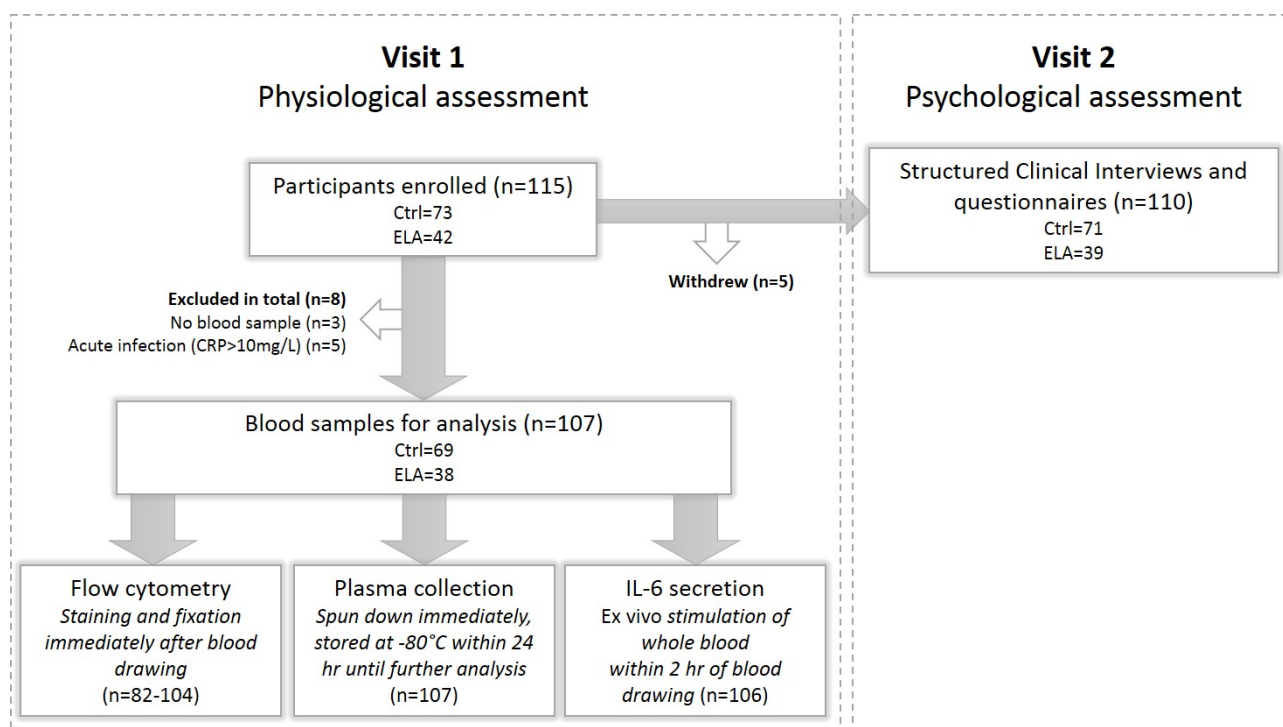 Visit 1
Physiological assessment
Participants enrolled (n=115)
Ctrl=73
ELA=42
Withdrew (n=5)
Excluded in total (n=8)
No blood sample (n=3)
Acute infection (CRP>10mg/L) (n=5)
Blood samples for analysis (n=107)
Ctrl=69
ELA=38
Flow cytometry
Staining and fixation
immediately after blood
drawing
(n=82-104)
Plasma collection
Spun down immediately,
stored at -80°C within 24
hr until further analysis
(n=107)
IL-6 secretion
Ex vivo stimulation of
whole blood
within 2 hr of blood
drawing (n=106)
Visit 2
Psychological assessment
Structured Clinical Interviews and
questionnaires (n=110)
Ctrl=71
ELA=39